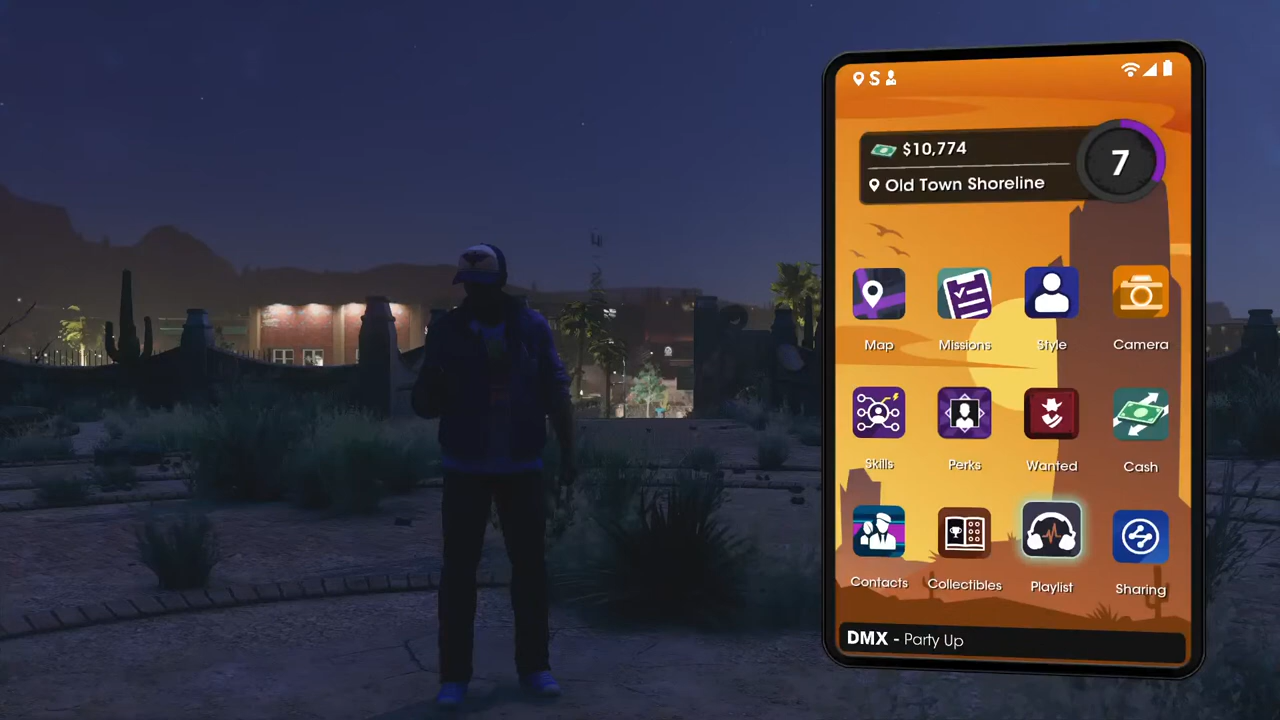 $10,774
7
Old Town Shoreline
Map
Missions
Style
Camera
Skills
Perks
Wanted
Cash
Contacts
Collectibles
Playlist
Sharing
DMX - Party Up